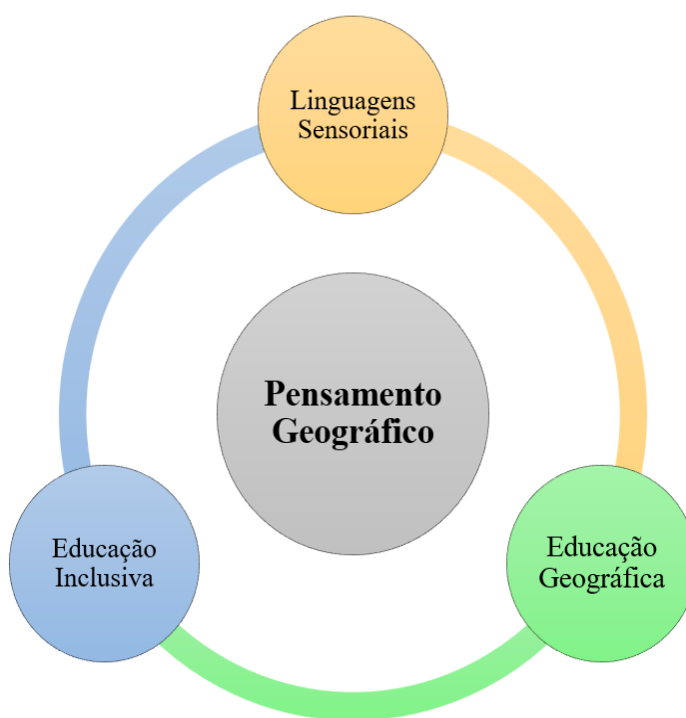 Linguagens
Sensoriais
Pensamento
Geográfico
Educação
Inclusiva
Educação
Geográfica